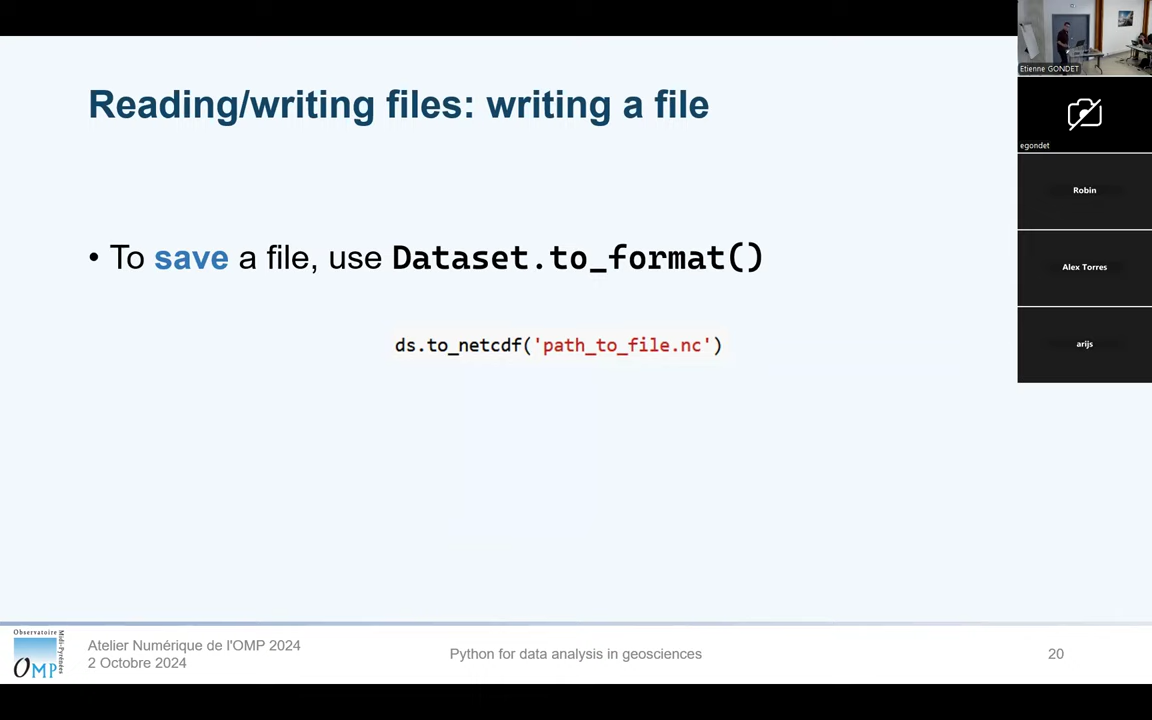 Reading/writing files: writing a file
• To save a file, use Dataset.to_format()
ds.to_netcdf('path_to_file.nc')
Etienne GONDET
egondet
Robin
Alex Torres
arijs
Observatoire
Midi-Pyrénées
OMP
Atelier Numérique de l'OMP 2024
2 Octobre 2024
Python for data analysis in geosciences
20